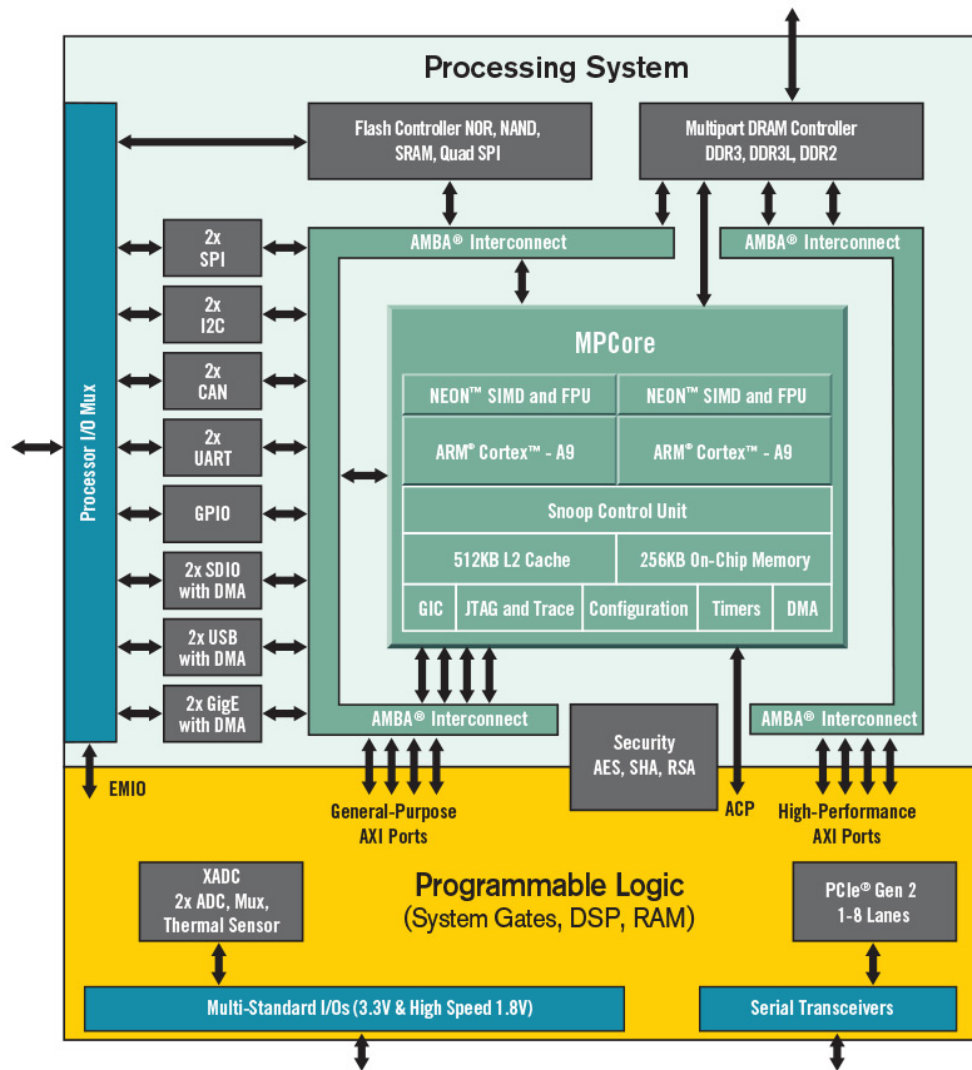 Processing System
Flash Controller NOR, NAND,
SRAM, Quad SPI
Multiport DRAM Controller
DDR3, DDR3L, DDR2
Processor I/O Mux
2x
SPI
2x
I2C
2x
CAN
2x
UART
GPIO
2x SDIO
with DMA
2x USB
with DMA
2x GigE
with DMA
AMBA® Interconnect
AMBA® Interconnect
MPCore
NEON™ SIMD and FPU
NEON™ SIMD and FPU
ARM® Cortex™ - A9
ARM® Cortex™ - A9
Snoop Control Unit
512KB L2 Cache
256KB On-Chip Memory
GIC
JTAG and Trace
Configuration
Timers
DMA
AMBA® Interconnect
AMBA® Interconnect
Security
AES, SHA, RSA
EMIO
General-Purpose
AXI Ports
ACP
High-Performance
AXI Ports
XADC
2x ADC, Mux,
Thermal Sensor
Programmable Logic
(System Gates, DSP, RAM)
PCIe® Gen 2
1-8 Lanes
Multi-Standard I/Os (3.3V & High Speed 1.8V)
Serial Transceivers